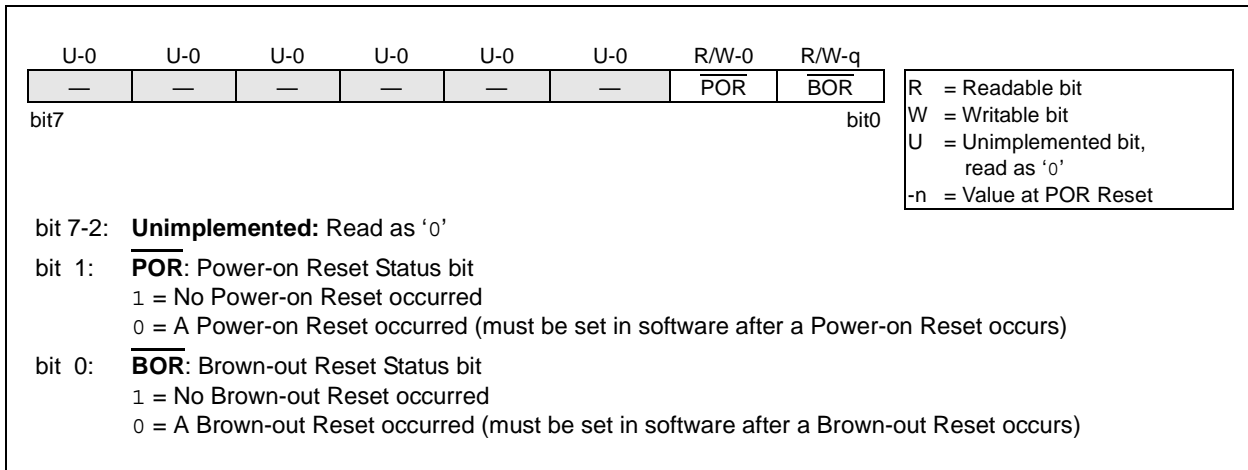 U-0 U-0 U-0 U-0 U-0 U-0 R/W-0 R/W-q
— — — — — — P̅O̅R̅ B̅O̅R̅
bit7 bit0
R = Readable bit
W = Writable bit
U = Unimplemented bit,
read as ‘0’
-n = Value at POR Reset
bit 7-2: Unimplemented: Read as ‘0’
bit 1: P̅O̅R̅: Power-on Reset Status bit
1 = No Power-on Reset occurred
0 = A Power-on Reset occurred (must be set in software after a Power-on Reset occurs)
bit 0: B̅O̅R̅: Brown-out Reset Status bit
1 = No Brown-out Reset occurred
0 = A Brown-out Reset occurred (must be set in software after a Brown-out Reset occurs)